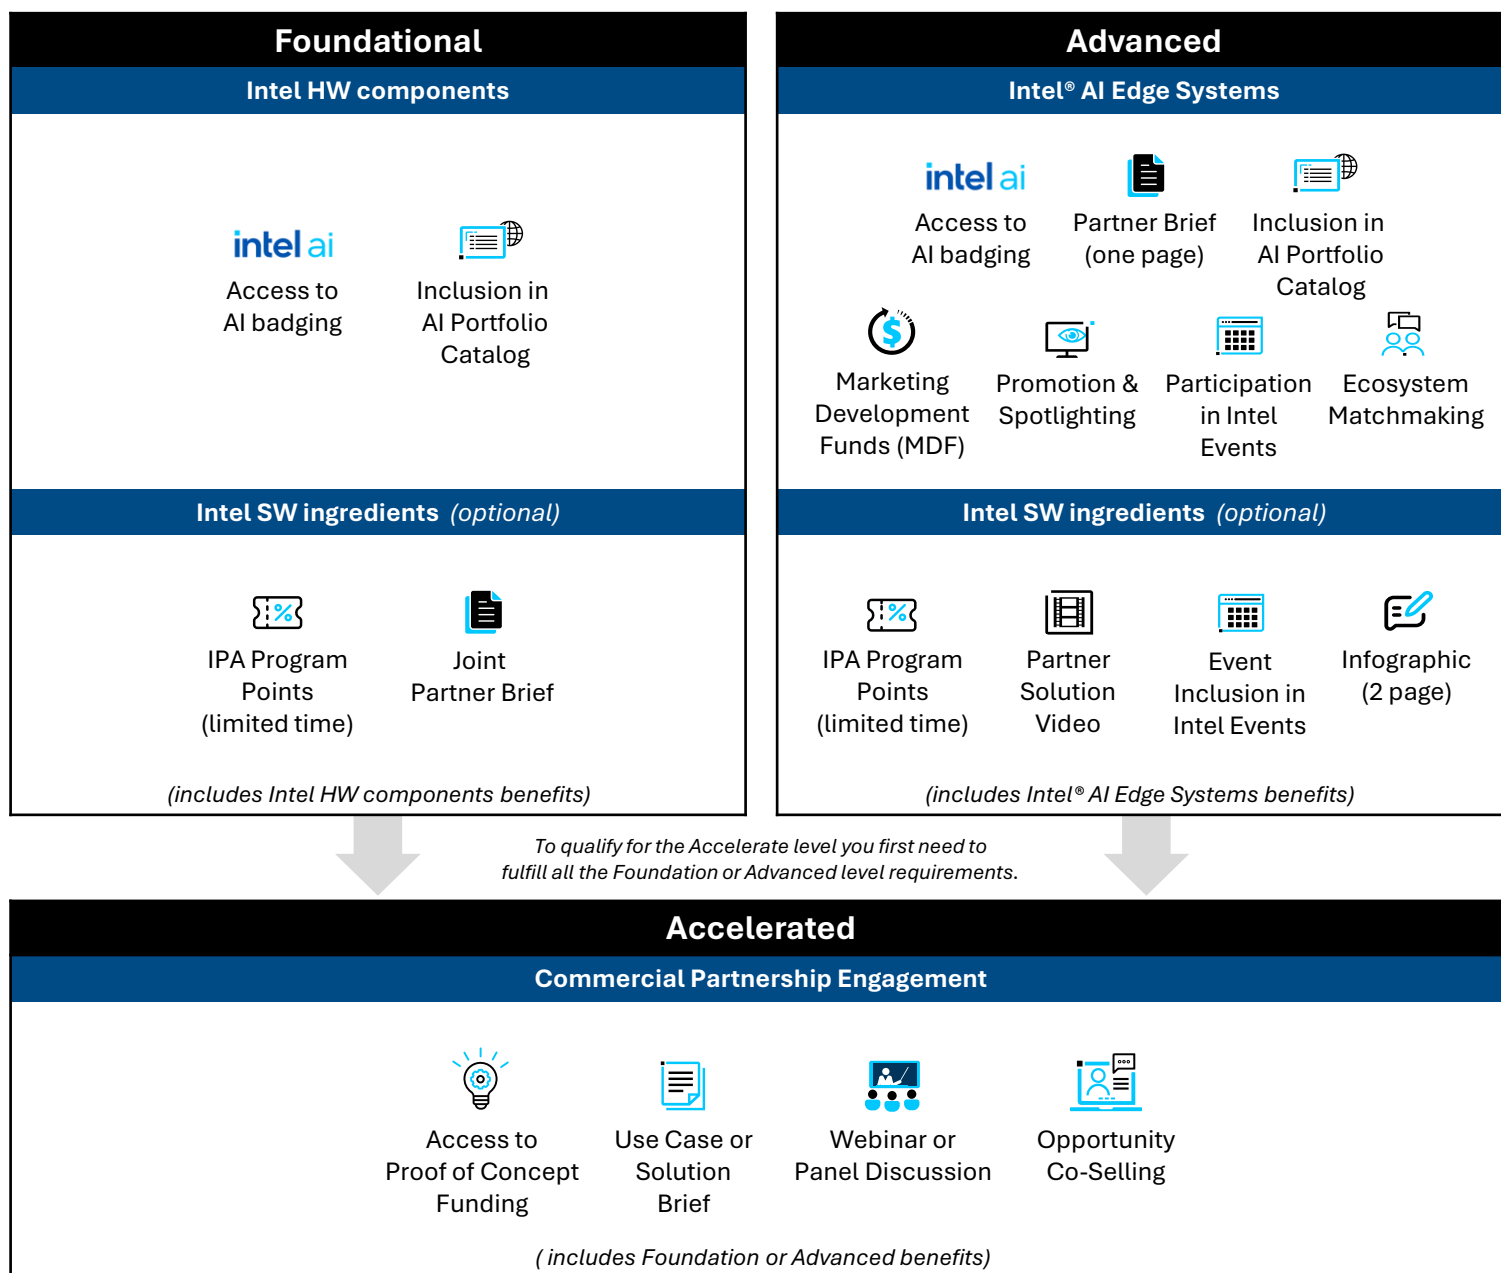 Foundational
Intel HW components
intel ai
Access to
AI badging
Inclusion in
AI Portfolio
Catalog
Intel SW ingredients (optional)
IPA Program
Points
(limited time)
Joint
Partner Brief
(includes Intel HW components benefits)
Advanced
Intel® AI Edge Systems
intel ai
Access to
AI badging
Partner Brief
(one page)
Inclusion in
AI Portfolio
Catalog
Marketing
Development
Funds (MDF)
Promotion &
Spotlighting
Participation
in Intel
Events
Ecosystem
Matchmaking
Intel SW ingredients (optional)
IPA Program
Points
(limited time)
Partner
Solution
Video
Event
Inclusion in
Intel Events
Infographic
(2 page)
(includes Intel® AI Edge Systems benefits)
To qualify for the Accelerate level you first need to
fulfill all the Foundation or Advanced level requirements.
Accelerated
Commercial Partnership Engagement
Access to
Proof of Concept
Funding
Use Case or
Solution
Brief
Webinar or
Panel Discussion
Opportunity
Co-Selling
( includes Foundation or Advanced benefits)